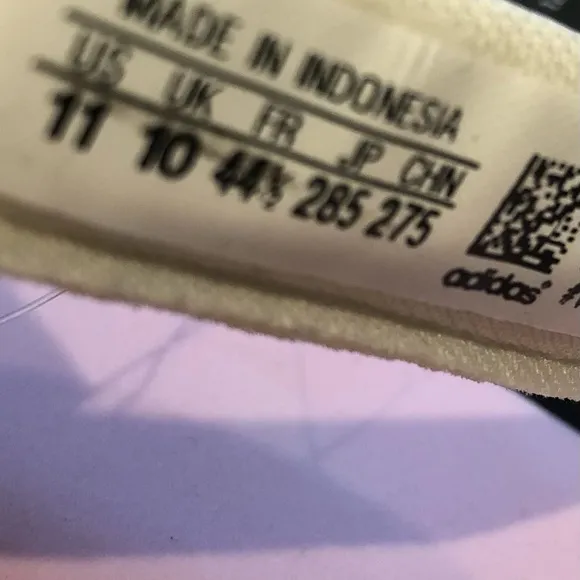 MADE IN INDONESIA
US UK FR JP CHN
11 10 44⅔ 285 275
adidas